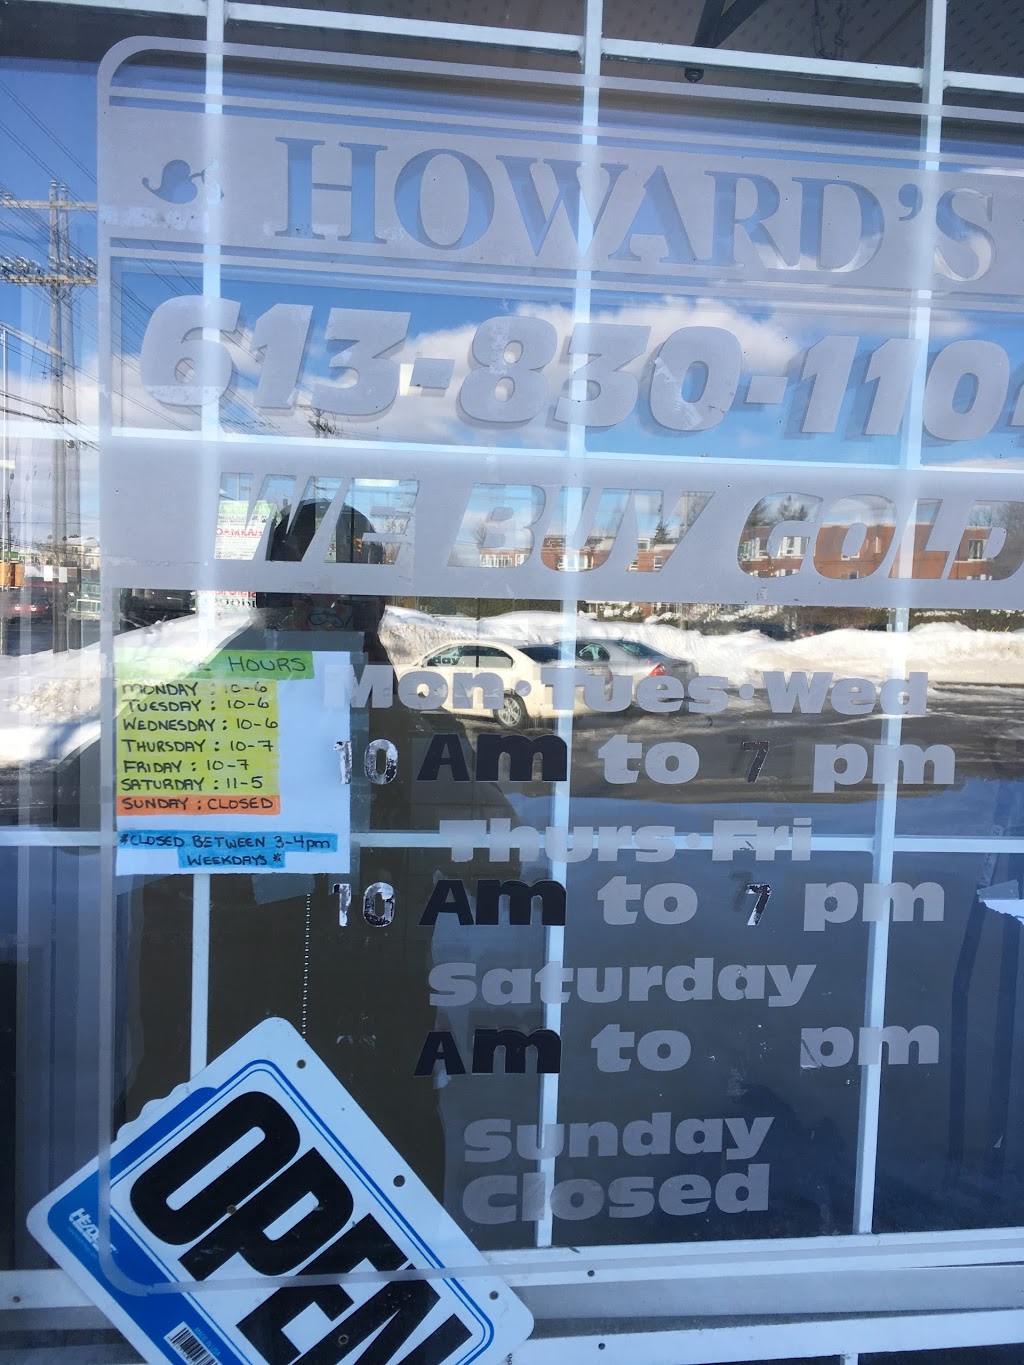 HOWARD'S
613-830-110
WE BUY GOLD
HOURS
MONDAY : 10-6
TUESDAY : 10-6
WEDNESDAY : 10-6
THURSDAY : 10-7
FRIDAY : 10-7
SATURDAY : 11-5
SUNDAY : CLOSED
*CLOSED BETWEEN 3-4pm
WEEKDAYS*
Mon·Tues·Wed
10 Am to 7 pm
Thurs·Fri
10 Am to 7 pm
Saturday
Am to pm
Sunday
Closed
OPEN